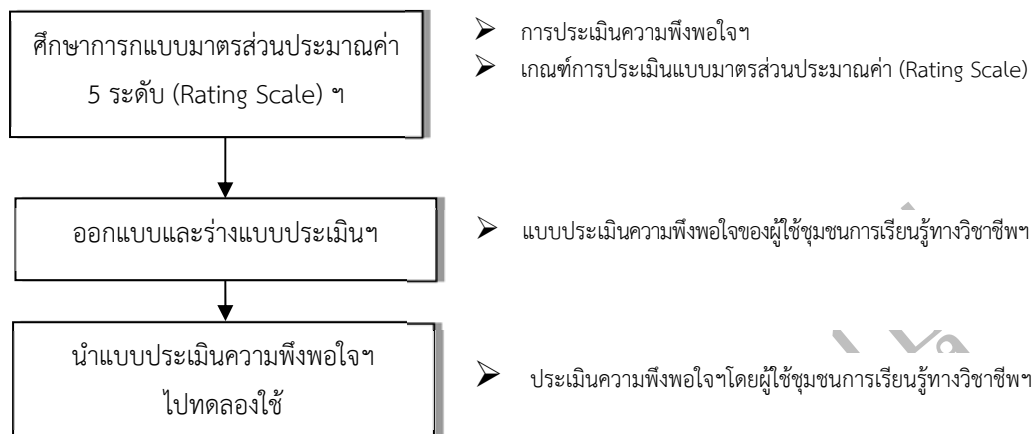 ศึกษาการกแบบมาตรส่วนประมาณค่า
5 ระดับ (Rating Scale) ฯ
➢ การประเมินความพึงพอใจฯ
➢ เกณฑ์การประเมินแบบมาตรส่วนประมาณค่า (Rating Scale)
ออกแบบและร่างแบบประเมินฯ
➢ แบบประเมินความพึงพอใจของผู้ใช้ชุมชนการเรียนรู้ทางวิชาชีพฯ
นำแบบประเมินความพึงพอใจฯ
ไปทดลองใช้
➢ ประเมินความพึงพอใจฯโดยผู้ใช้ชุมชนการเรียนรู้ทางวิชาชีพฯ